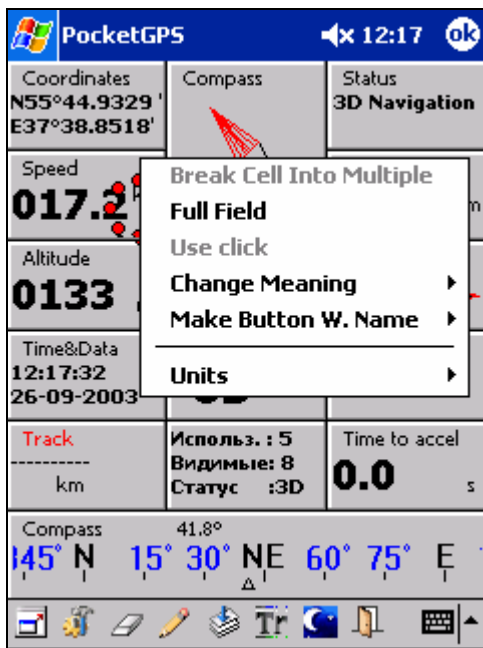 PocketGPS
12:17
ok
Coordinates
N55°44.9329'
E37°38.8518'
Compass
Status
3D Navigation
Speed
017.2
m
Altitude
0133
Break Cell Into Multiple
Full Field
Use click
Change Meaning
Make Button W. Name
Units
Time&Data
12:17:32
26-09-2003
Track
--------
km
Использ. : 5
Видимые: 8
Статус :3D
Time to accel
0.0
s
Compass
41.8°
345° N 15° 30° NE 60° 75° E
Tr